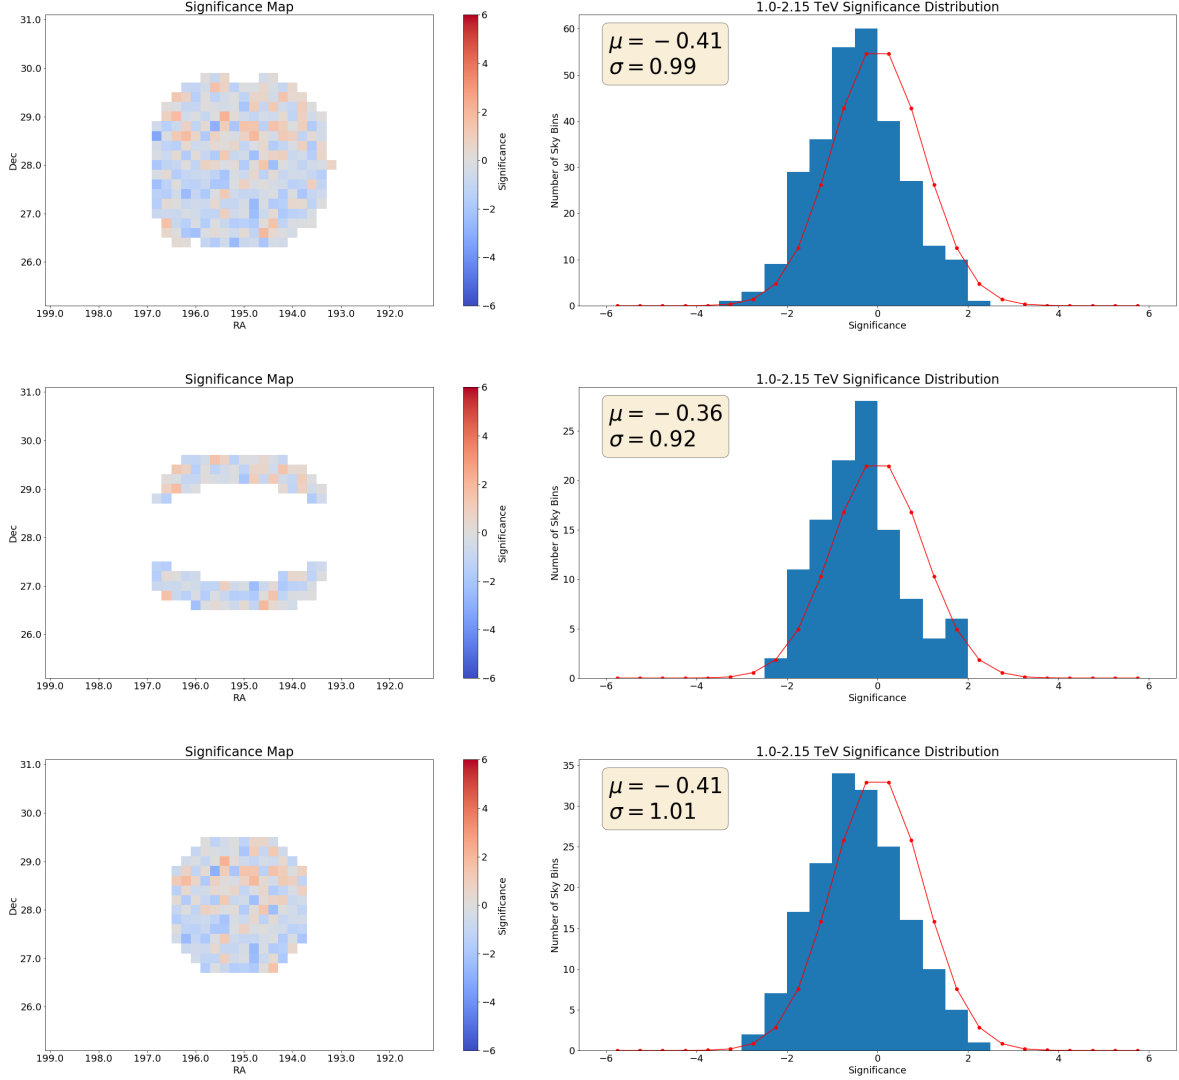 Significance Map
31.0
30.0
29.0
28.0
27.0
26.0
Dec
199.0 198.0 197.0 196.0 195.0 194.0 193.0 192.0
RA
6
4
2
0
−2
−4
−6
Significance
1.0-2.15 TeV Significance Distribution
μ = −0.41
σ = 0.99
60
50
40
30
20
10
0
Number of Sky Bins
−6 −4 −2 0 2 4 6
Significance
Significance Map
31.0
30.0
29.0
28.0
27.0
26.0
Dec
199.0 198.0 197.0 196.0 195.0 194.0 193.0 192.0
RA
6
4
2
0
−2
−4
−6
Significance
1.0-2.15 TeV Significance Distribution
μ = −0.36
σ = 0.92
25
20
15
10
5
0
Number of Sky Bins
−6 −4 −2 0 2 4 6
Significance
Significance Map
31.0
30.0
29.0
28.0
27.0
26.0
Dec
199.0 198.0 197.0 196.0 195.0 194.0 193.0 192.0
RA
6
4
2
0
−2
−4
−6
Significance
1.0-2.15 TeV Significance Distribution
μ = −0.41
σ = 1.01
35
30
25
20
15
10
5
0
Number of Sky Bins
−6 −4 −2 0 2 4 6
Significance